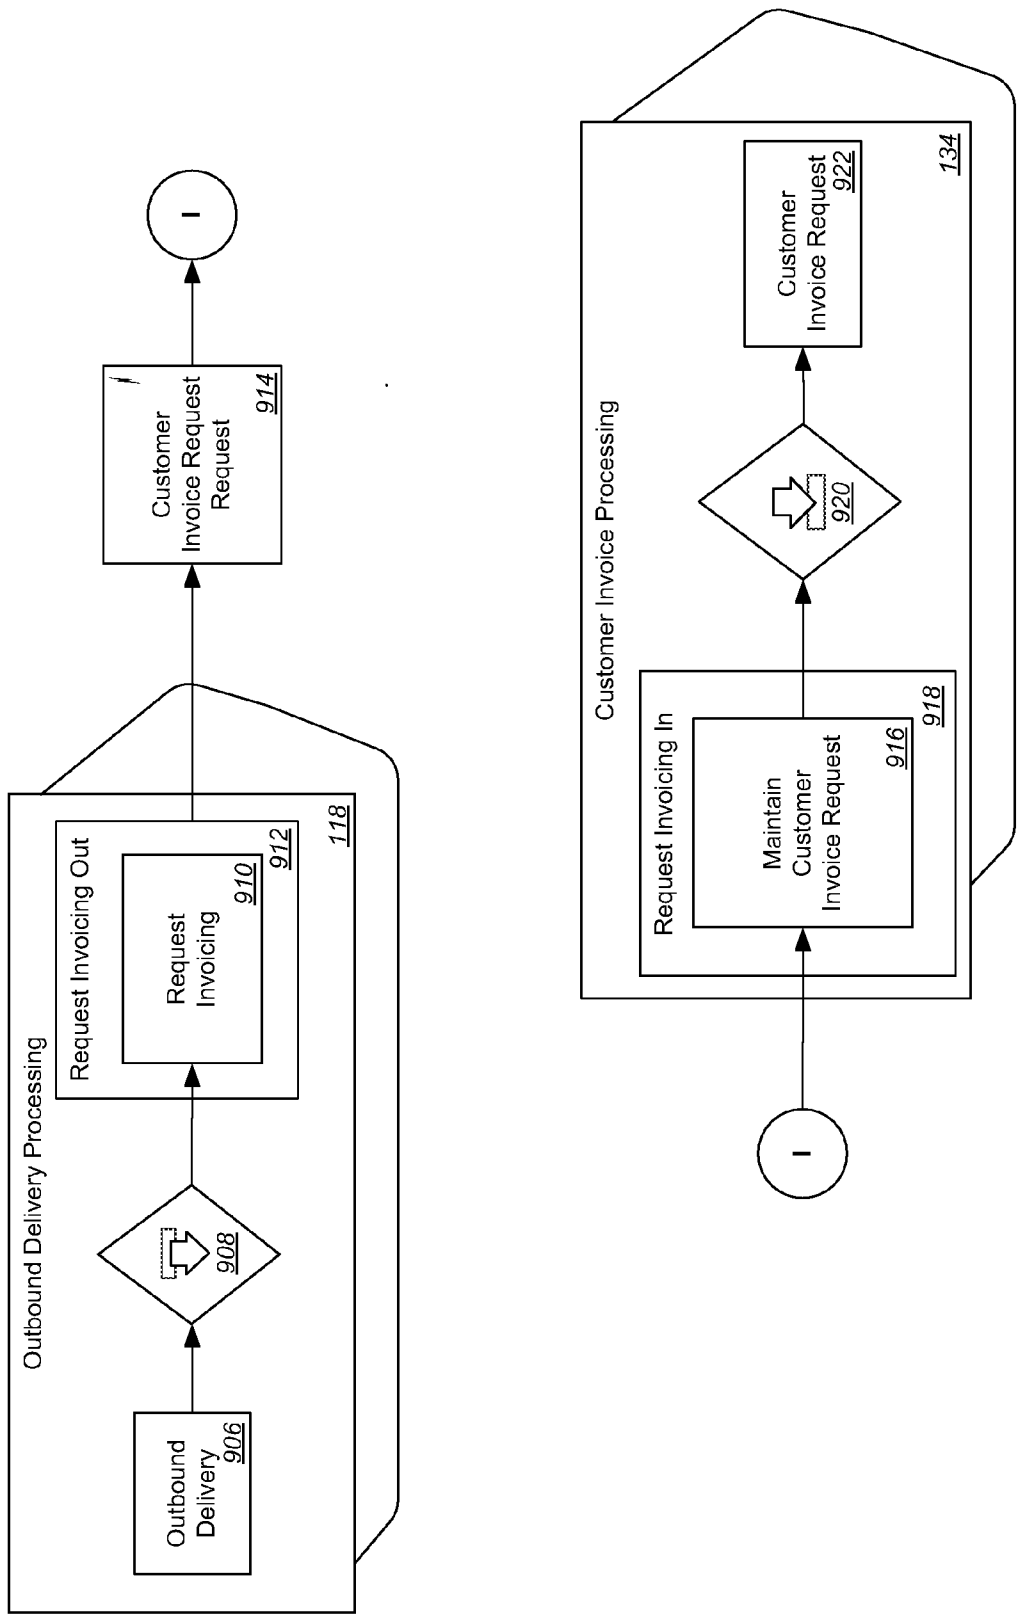 Outbound Delivery Processing
Outbound
Delivery
906
908
Request Invoicing Out
Request
Invoicing
910
912
118
Customer
Invoice Request
Request
914
I
I
Customer Invoice Processing
Request Invoicing In
Maintain
Customer
Invoice Request
916
918
920
Customer
Invoice Request
922
134